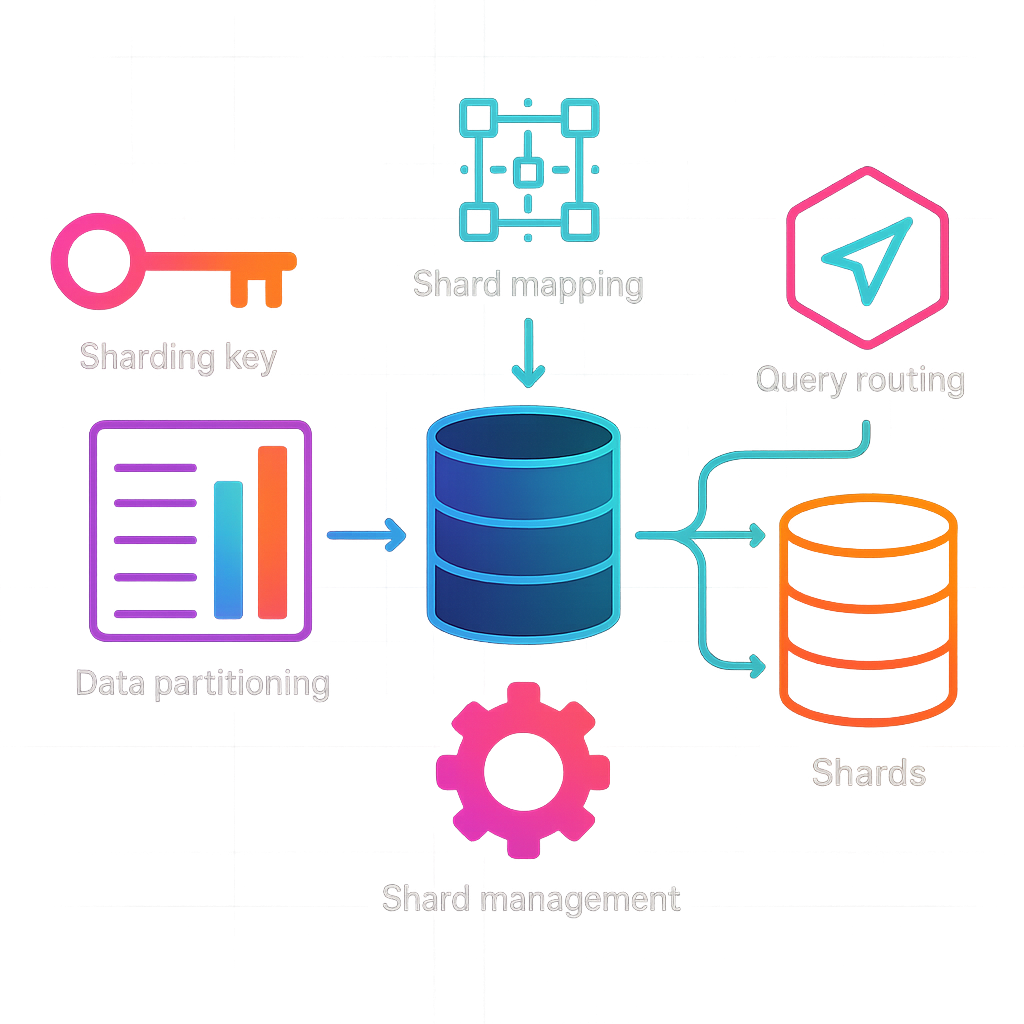 Shard mapping
Sharding key
Query routing
Data partitioning
Shards
Shard management